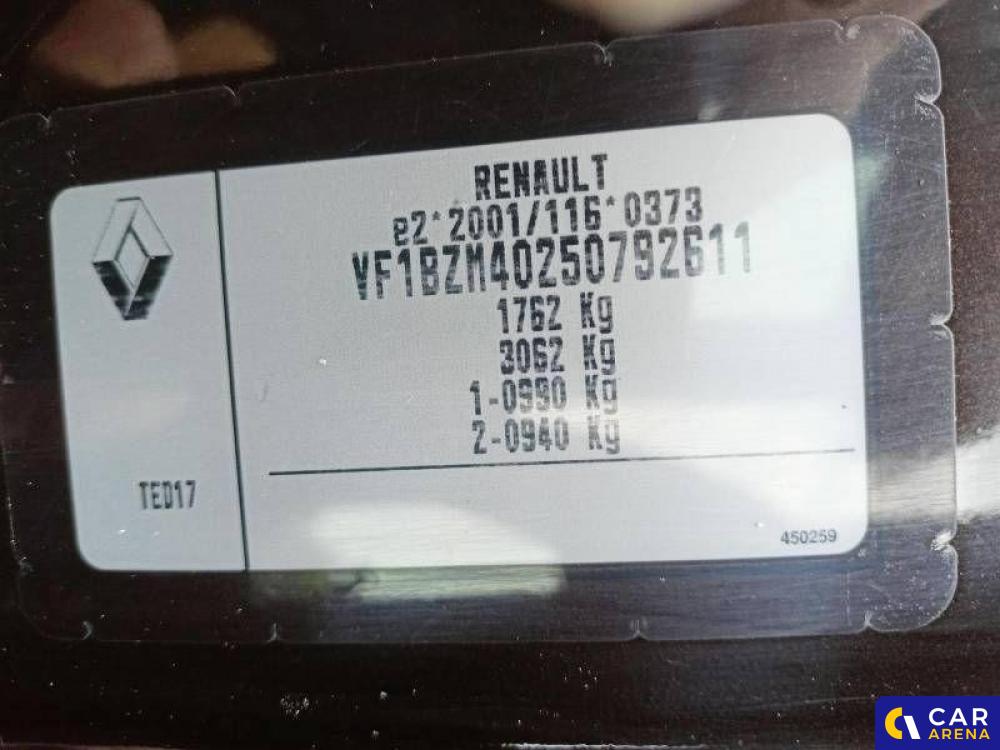 RENAULT
e2*2001/116*0373
VF1BZM40250792611
1762 Kg
3062 Kg
1-0990 Kg
2-0940 Kg
TED17
450259
CAR
ARENA